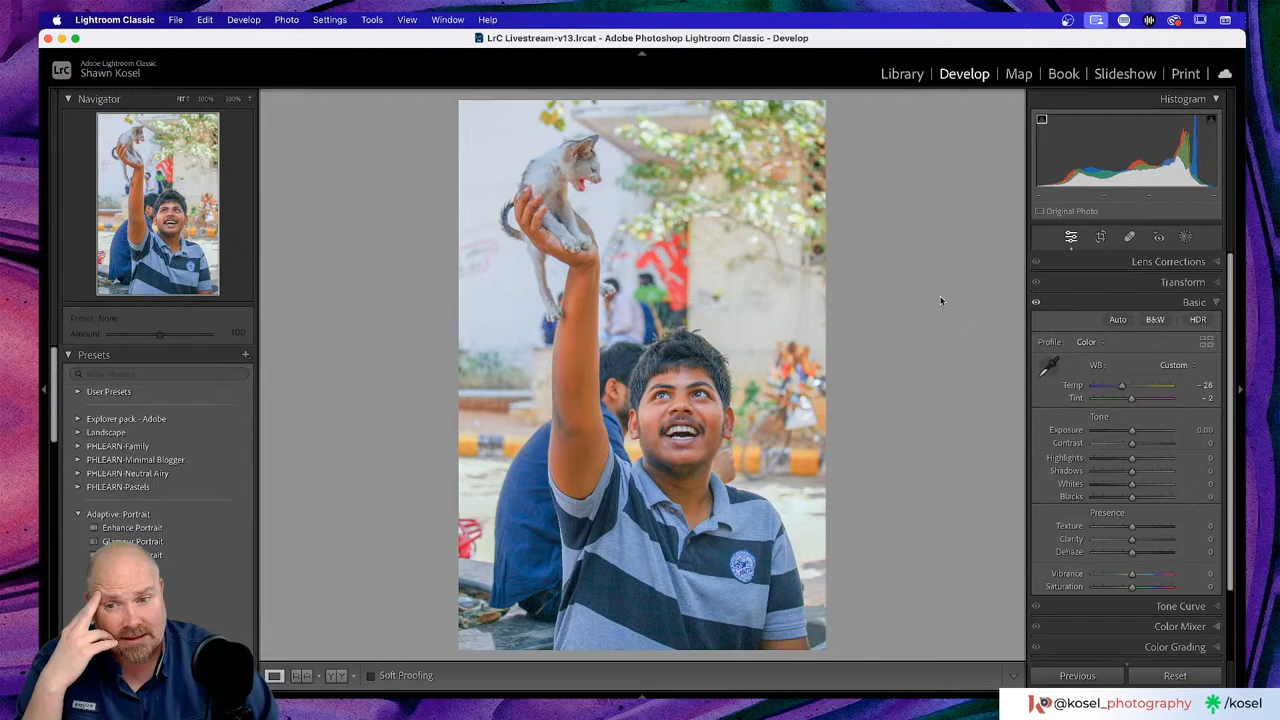 Lightroom Classic File Edit Develop Photo Settings Tools View Window Help
LrC Livestream-v13.lrcat - Adobe Photoshop Lightroom Classic - Develop
LrC
Adobe Lightroom Classic
Shawn Kosel
Library | Develop | Map | Book | Slideshow | Print
Navigator FIT 100% 300%
Preset: None
Amount: 100
Presets +
User Presets
Explorer pack - Adobe
Landscape
PHLEARN-Family
PHLEARN-Minimal Blogger
PHLEARN-Neutral Airy
PHLEARN-Pastels
Adaptive: Portrait
Enhance Portrait
Glamour Portrait
Soft Proofing
Histogram
Original Photo
Lens Corrections
Transform
Basic
Auto B&W HDR
Profile: Color
WB: Custom
Temp - 26
Tint - 2
Tone
Exposure 0.00
Contrast 0
Highlights 0
Shadows 0
Whites 0
Blacks 0
Presence
Texture 0
Clarity 0
Dehaze 0
Vibrance 0
Saturation 0
Tone Curve
Color Mixer
Color Grading
Previous Reset
@kosel_photography /kosel